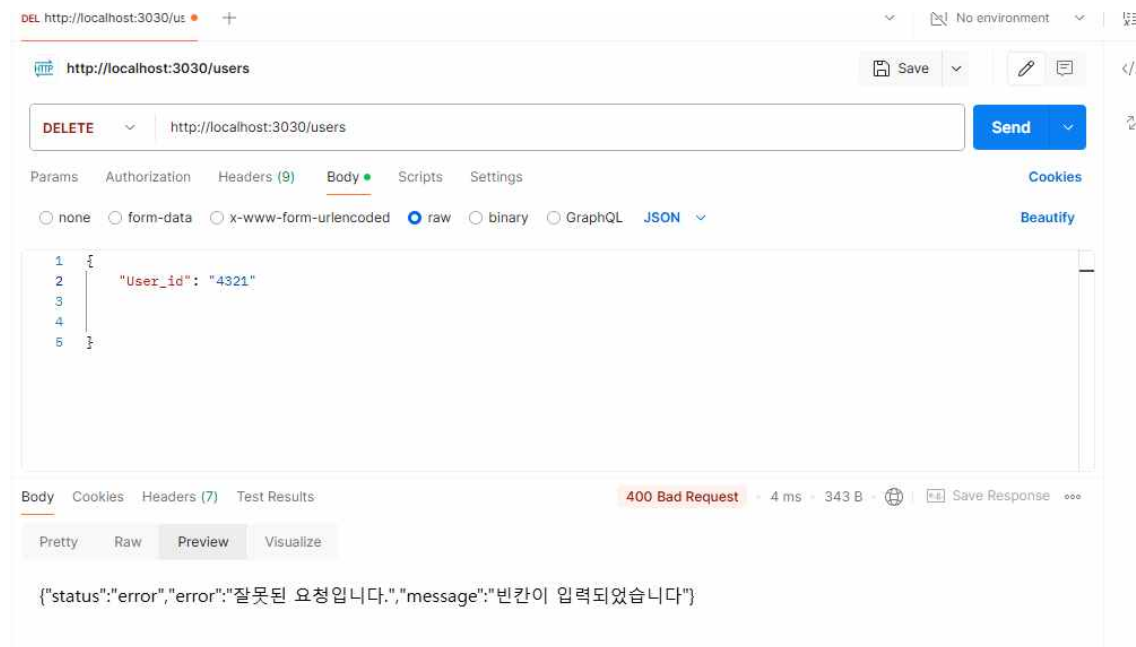 DEL http://localhost:3030/us
No environment
HTTP http://localhost:3030/users
Save
DELETE http://localhost:3030/users
Send
Params Authorization Headers (9) Body Scripts Settings
Cookies
none form-data x-www-form-urlencoded raw binary GraphQL JSON
Beautify
1 {
2 "User_id": "4321"
3
4
5 }
Body Cookies Headers (7) Test Results
400 Bad Request 4 ms 343 B
Save Response
Pretty Raw Preview Visualize
{"status":"error","error":"잘못된 요청입니다.","message":"빈칸이 입력되었습니다"}